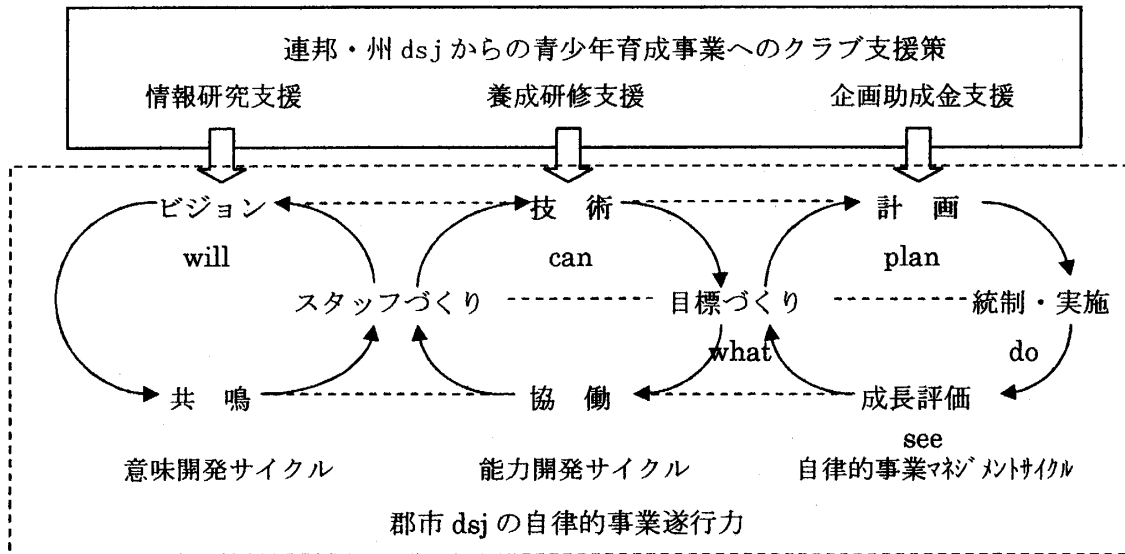 連邦・州 dsj からの青少年育成事業へのクラブ支援策
情報研究支援 養成研修支援 企画助成金支援
ビジョン 技 術 計 画
will can plan
スタッフづくり 目標づくり 統制・実施
what do
共 鳴 協 働 成長評価
see
意味開発サイクル 能力開発サイクル 自律的事業マネジメントサイクル
郡市 dsj の自律的事業遂行力